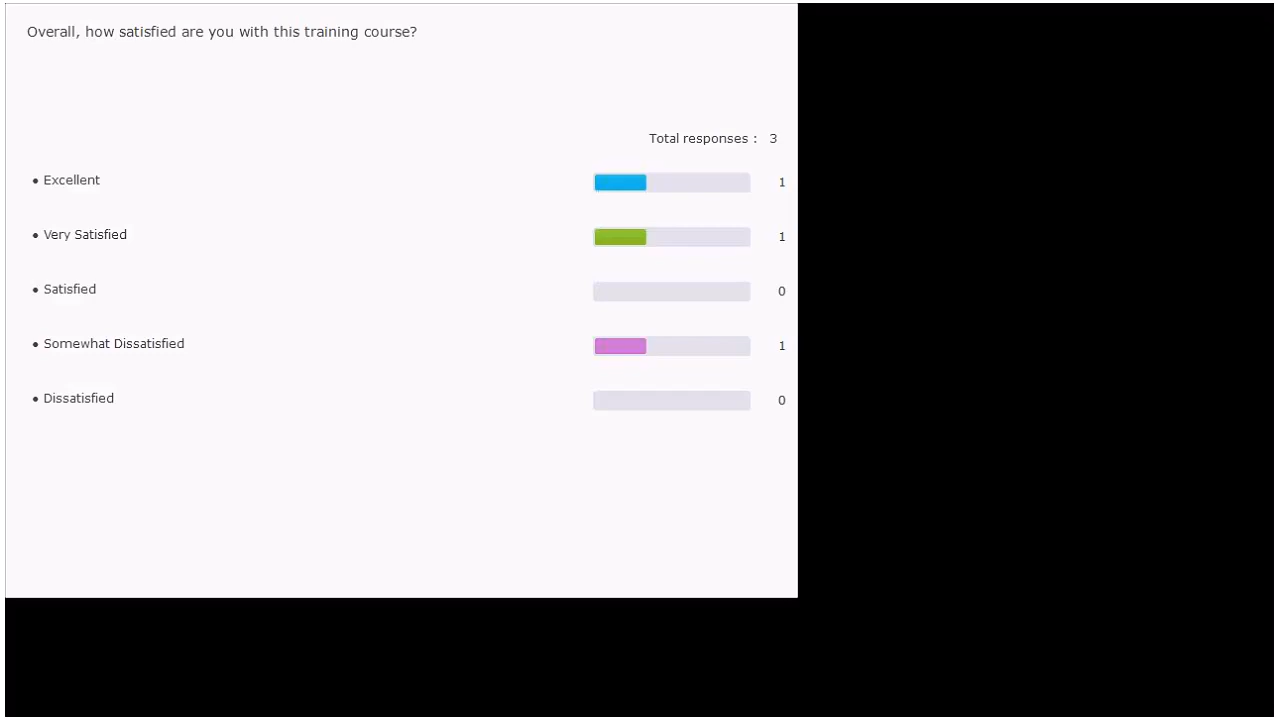 Overall, how satisfied are you with this training course?
Total responses : 3
• Excellent 1
• Very Satisfied 1
• Satisfied 0
• Somewhat Dissatisfied 1
• Dissatisfied 0